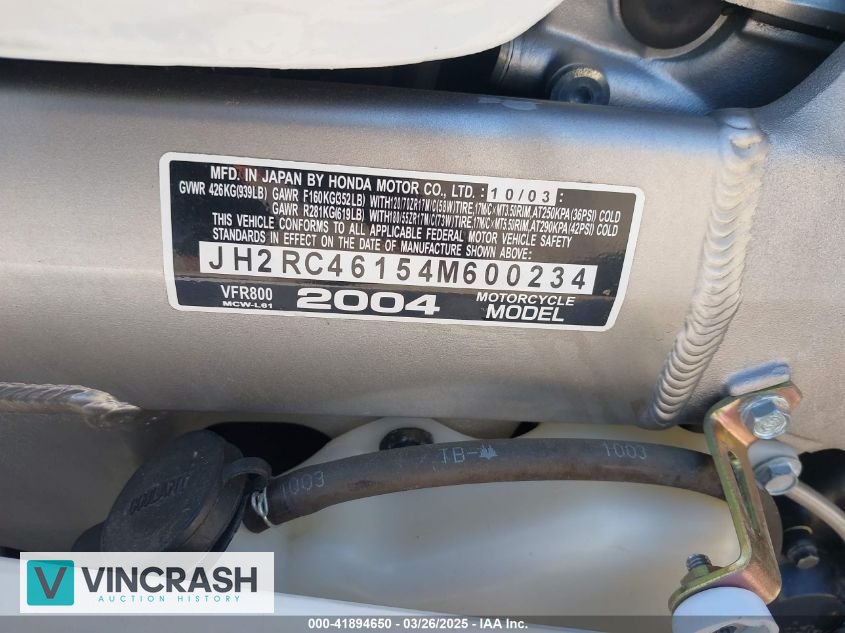 MFD. IN JAPAN BY HONDA MOTOR CO., LTD. : 10/03 :
GVWR 426KG(939LB) GAWR F160KG(352LB) WITH120/70ZR17M/C(58W)TIRE,17M/C×MT3.50RIM,AT250KPA(36PSI) COLD
GAWR R281KG(619LB) WITH180/55ZR17M/C(73W)TIRE,17M/C×MT5.50RIM,AT290KPA(42PSI) COLD
THIS VEHICLE CONFORMS TO ALL APPLICABLE FEDERAL MOTOR VEHICLE SAFETY
STANDARDS IN EFFECT ON THE DATE OF MANUFACTURE SHOWN ABOVE:
JH2RC46154M600234
VFR800 2004 MOTORCYCLE
MCW-L61 MODEL
1003 TB- 1003
COOLANT
VINCRASH
AUCTION HISTORY
000-41894650 - 03/26/2025 - IAA Inc.